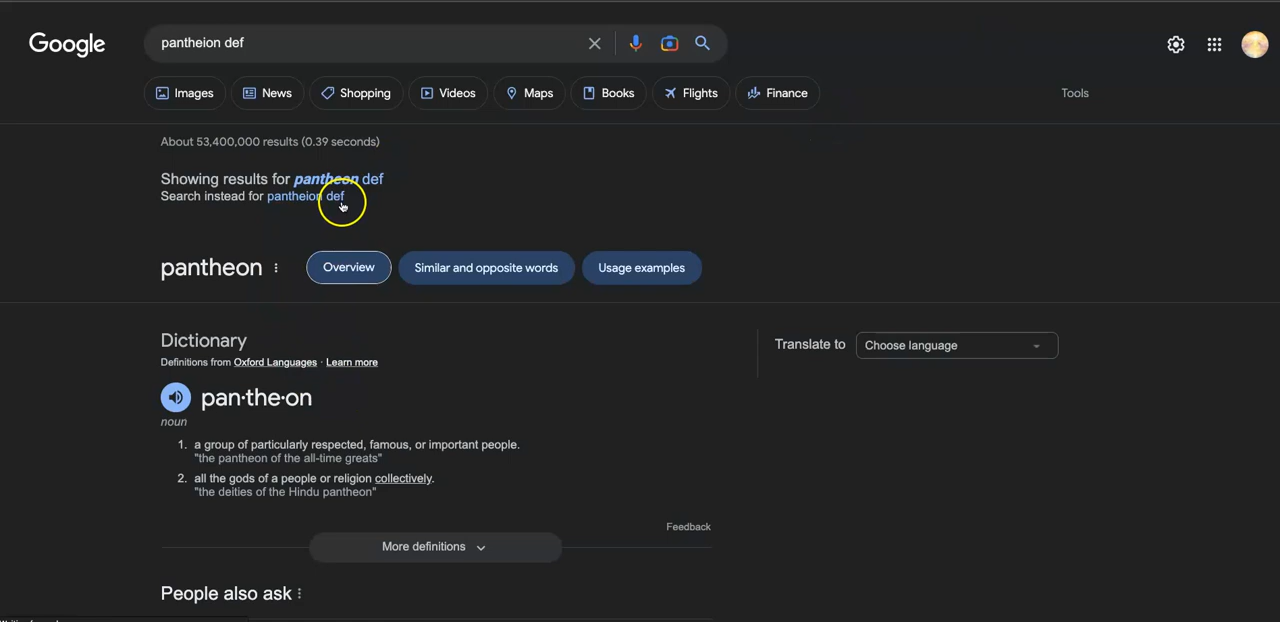 Google
pantheion def
Images
News
Shopping
Videos
Maps
Books
Flights
Finance
Tools
About 53,400,000 results (0.39 seconds)
Showing results for pantheon def
Search instead for pantheion def
pantheon
Overview
Similar and opposite words
Usage examples
Dictionary
Definitions from Oxford Languages · Learn more
Translate to
Choose language
pan·the·on
noun
1. a group of particularly respected, famous, or important people.
"the pantheon of the all-time greats"
2. all the gods of a people or religion collectively.
"the deities of the Hindu pantheon"
Feedback
More definitions
People also ask